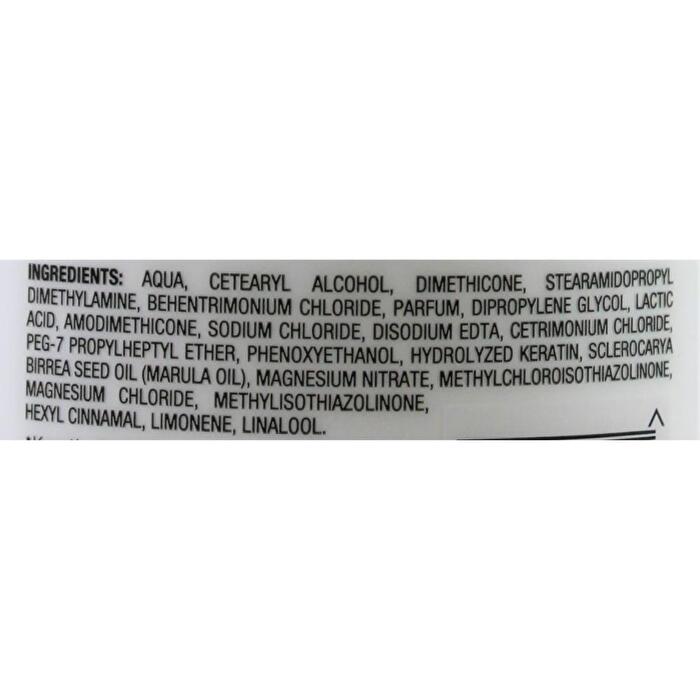 INGREDIENTS: AQUA, CETEARYL ALCOHOL, DIMETHICONE, STEARAMIDOPROPYL
DIMETHYLAMINE, BEHENTRIMONIUM CHLORIDE, PARFUM, DIPROPYLENE GLYCOL, LACTIC
ACID, AMODIMETHICONE, SODIUM CHLORIDE, DISODIUM EDTA, CETRIMONIUM CHLORIDE,
PEG-7 PROPYLHEPTYL ETHER, PHENOXYETHANOL, HYDROLYZED KERATIN, SCLEROCARYA
BIRREA SEED OIL (MARULA OIL), MAGNESIUM NITRATE, METHYLCHLOROISOTHIAZOLINONE,
MAGNESIUM CHLORIDE, METHYLISOTHIAZOLINONE,
HEXYL CINNAMAL, LIMONENE, LINALOOL.